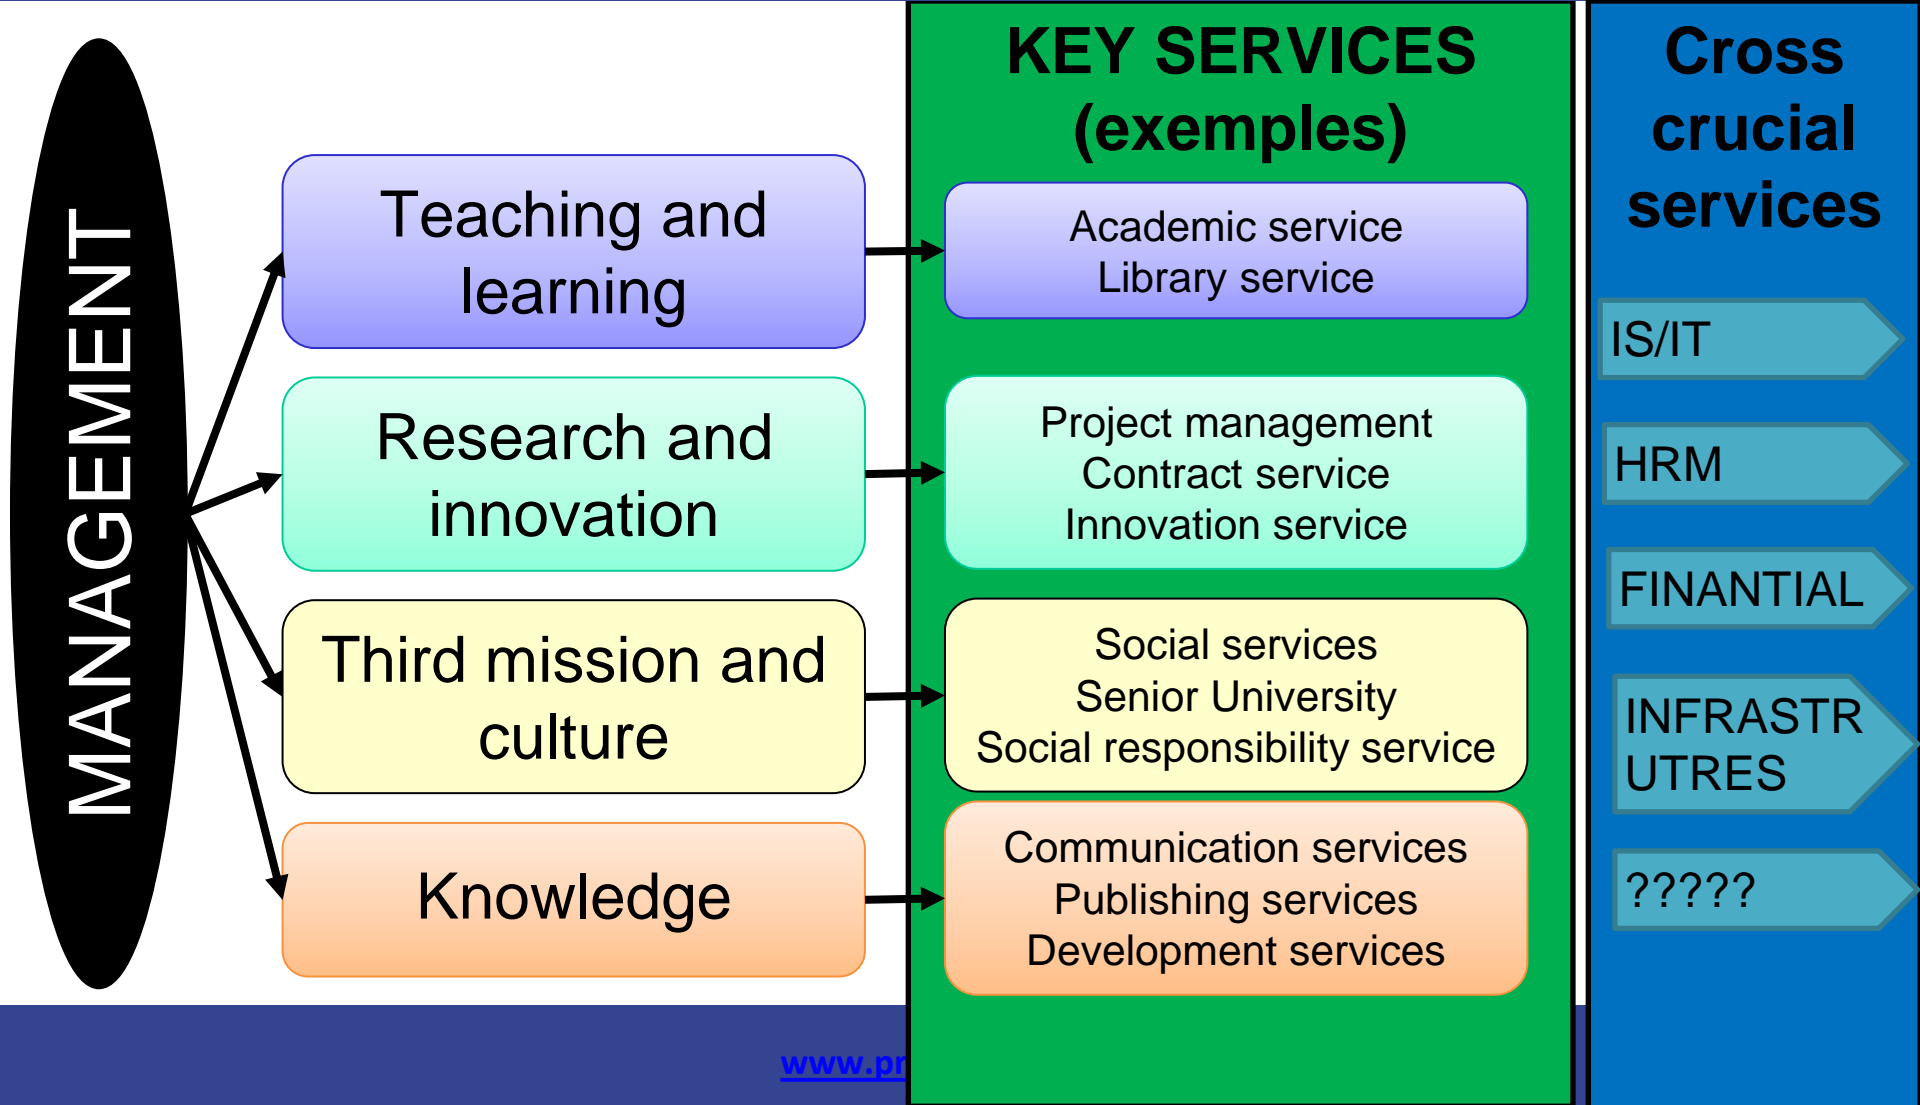 MANAGEMENT
Teaching and
learning
Research and
innovation
Third mission and
culture
Knowledge
KEY SERVICES
(exemples)
Academic service
Library service
Project management
Contract service
Innovation service
Social services
Senior University
Social responsibility service
Communication services
Publishing services
Development services
Cross
crucial
services
IS/IT
HRM
FINANTIAL
INFRASTR
UTRES
?????
www.pr